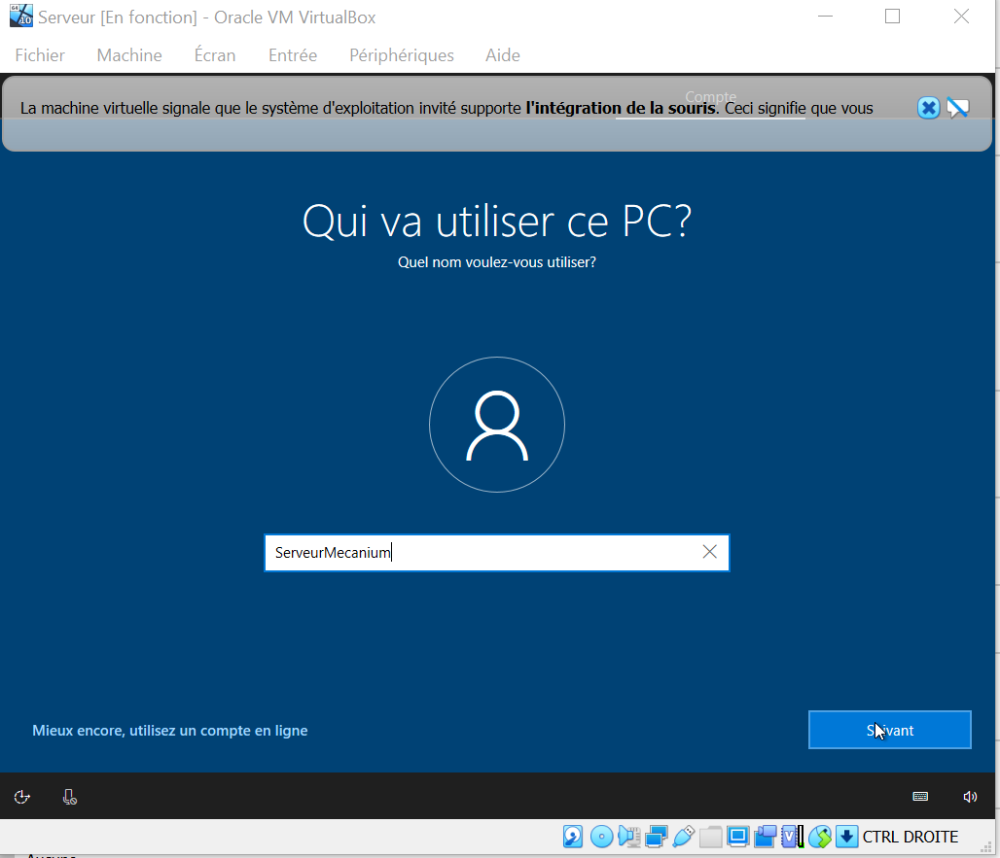 Serveur [En fonction] - Oracle VM VirtualBox
Fichier Machine Écran Entrée Périphériques Aide
Compte
La machine virtuelle signale que le système d'exploitation invité supporte l'intégration de la souris. Ceci signifie que vous
Qui va utiliser ce PC?
Quel nom voulez-vous utiliser?
ServeurMecanium
Mieux encore, utilisez un compte en ligne
Suivant
CTRL DROITE